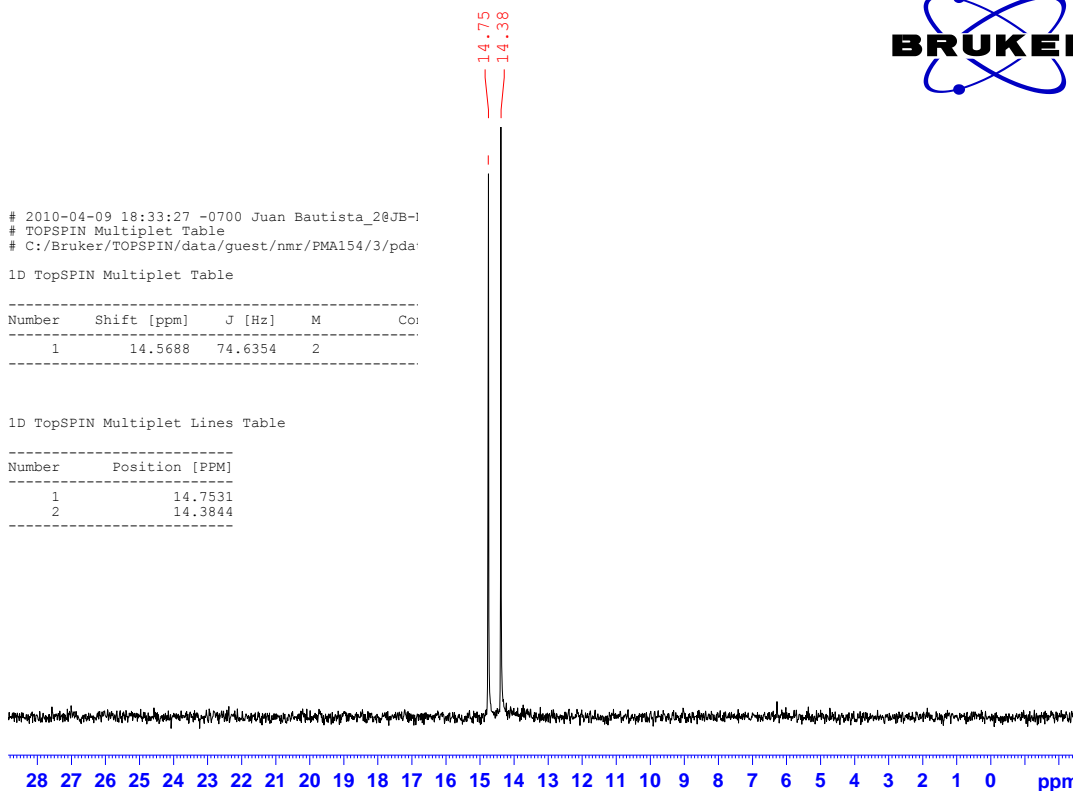 14.75
14.38
BRUKER
# 2010-04-09 18:33:27 -0700 Juan Bautista_2@JB-
# TOPSPIN Multiplet Table
# C:/Bruker/TOPSPIN/data/guest/nmr/PMA154/3/pda
1D TopSPIN Multiplet Table
--------------------------------------------------
Number Shift [ppm] J [Hz] M Co
--------------------------------------------------
1 14.5688 74.6354 2
--------------------------------------------------
1D TopSPIN Multiplet Lines Table
---------------------------
Number Position [PPM]
---------------------------
1 14.7531
2 14.3844
---------------------------
28 27 26 25 24 23 22 21 20 19 18 17 16 15 14 13 12 11 10 9 8 7 6 5 4 3 2 1 0 ppm